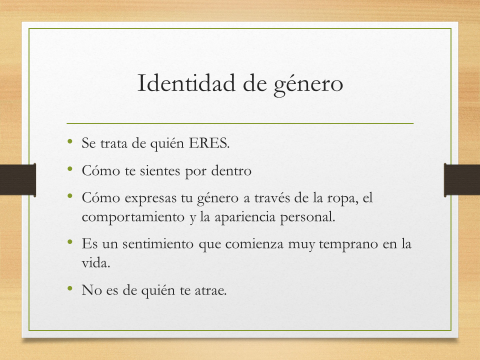 Identidad de género
• Se trata de quién ERES.
• Cómo te sientes por dentro
• Cómo expresas tu género a través de la ropa, el
comportamiento y la apariencia personal.
• Es un sentimiento que comienza muy temprano en la
vida.
• No es de quién te atrae.